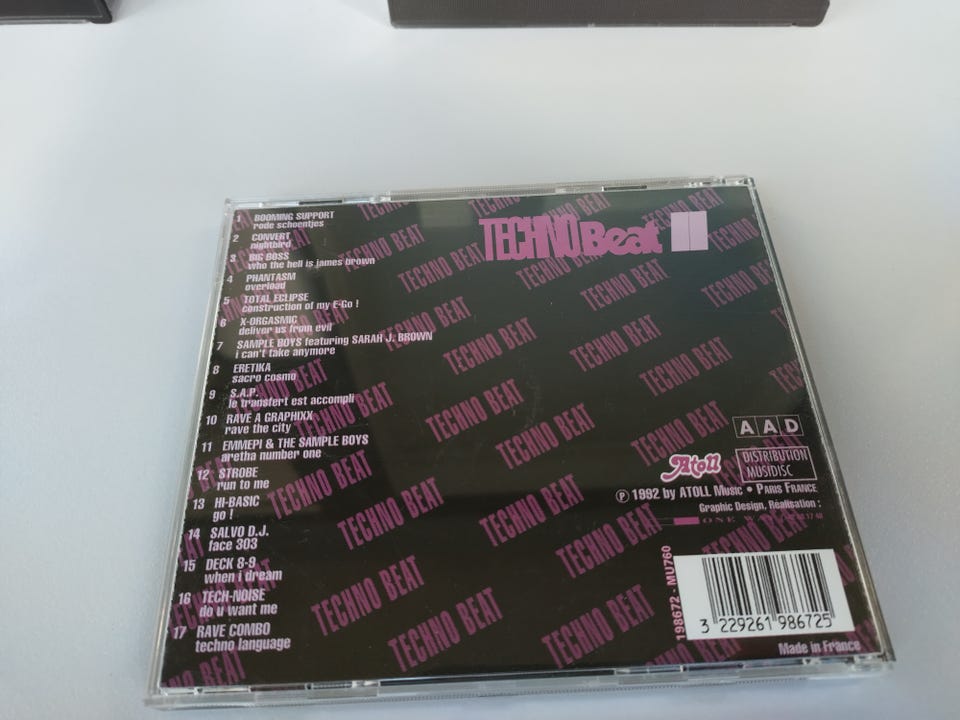 1 BOOMING SUPPORT
rode schoentjes
2 CONVERT
nightbird
3 BIG BOSS
who the hell is james brown
4 PHANTASM
overload
5 TOTAL ECLIPSE
construction of my E-Go !
6 X-ORGASMIC
deliver us from evil
7 SAMPLE BOYS featuring SARAH J. BROWN
i can't take anymore
8 ERETIKA
sacro cosmo
9 S.A.P.
le transfert est accompli
10 RAVE A GRAPHIXX
rave the city
11 EMMEPI & THE SAMPLE BOYS
aretha number one
12 STROBE
run to me
13 HI-BASIC
go !
14 SALVO D.J.
face 303
15 DECK 8-9
when i dream
16 TECH-NOISE
do u want me
17 RAVE COMBO
techno language
TECHNO Beat II
TECHNO BEAT
AAD
Atoll
DISTRIBUTION
MUSIDISC
℗ 1992 by ATOLL Music • Paris France
Graphic Design, Réalisation :
ONE
198672 - MU760
3 229261 986725
Made in France